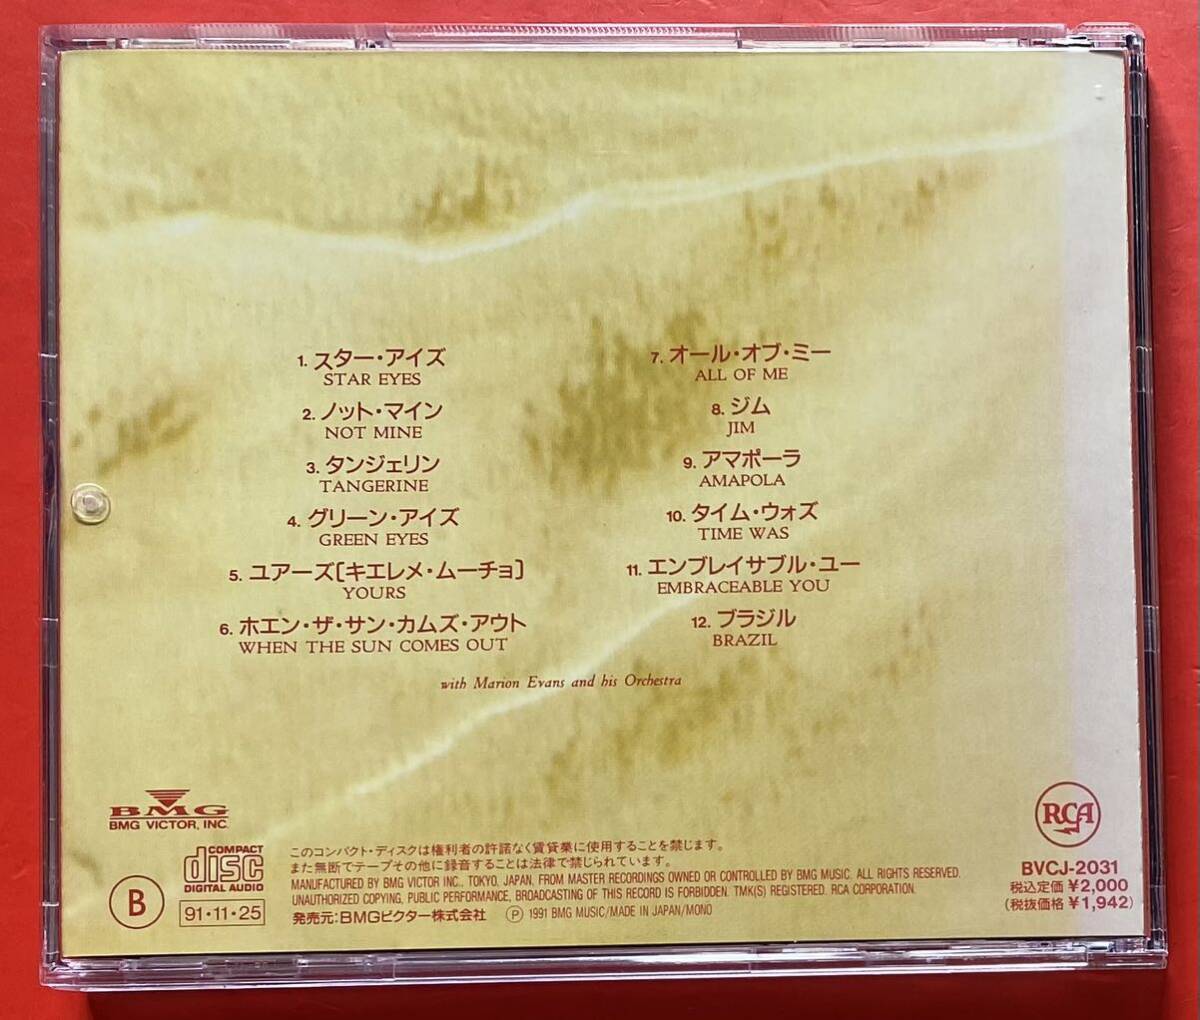 1. スター・アイズ
STAR EYES
2. ノット・マイン
NOT MINE
3. タンジェリン
TANGERINE
4. グリーン・アイズ
GREEN EYES
5. ユアーズ[キエレメ・ムーチョ]
YOURS
6. ホエン・ザ・サン・カムズ・アウト
WHEN THE SUN COMES OUT
7. オール・オブ・ミー
ALL OF ME
8. ジム
JIM
9. アマポーラ
AMAPOLA
10. タイム・ウォズ
TIME WAS
11. エンブレイサブル・ユー
EMBRACEABLE YOU
12. ブラジル
BRAZIL
with Marion Evans and his Orchestra
BMG
BMG VICTOR, INC.
COMPACT
disc
DIGITAL AUDIO
B
91・11・25
このコンパクト・ディスクは権利者の許諾なく賃貸業に使用することを禁じます。
また無断でテープその他に録音することは法律で禁じられています。
MANUFACTURED BY BMG VICTOR INC., TOKYO, JAPAN, FROM MASTER RECORDINGS OWNED OR CONTROLLED BY BMG MUSIC. ALL RIGHTS RESERVED.
UNAUTHORIZED COPYING, PUBLIC PERFORMANCE, BROADCASTING OF THIS RECORD IS FORBIDDEN. TMK(S) REGISTERED. RCA CORPORATION.
発売元:BMGビクター株式会社 Ⓟ 1991 BMG MUSIC/MADE IN JAPAN/MONO
RCA
BVCJ-2031
税込定価 ¥2,000
(税抜価格 ¥1,942)